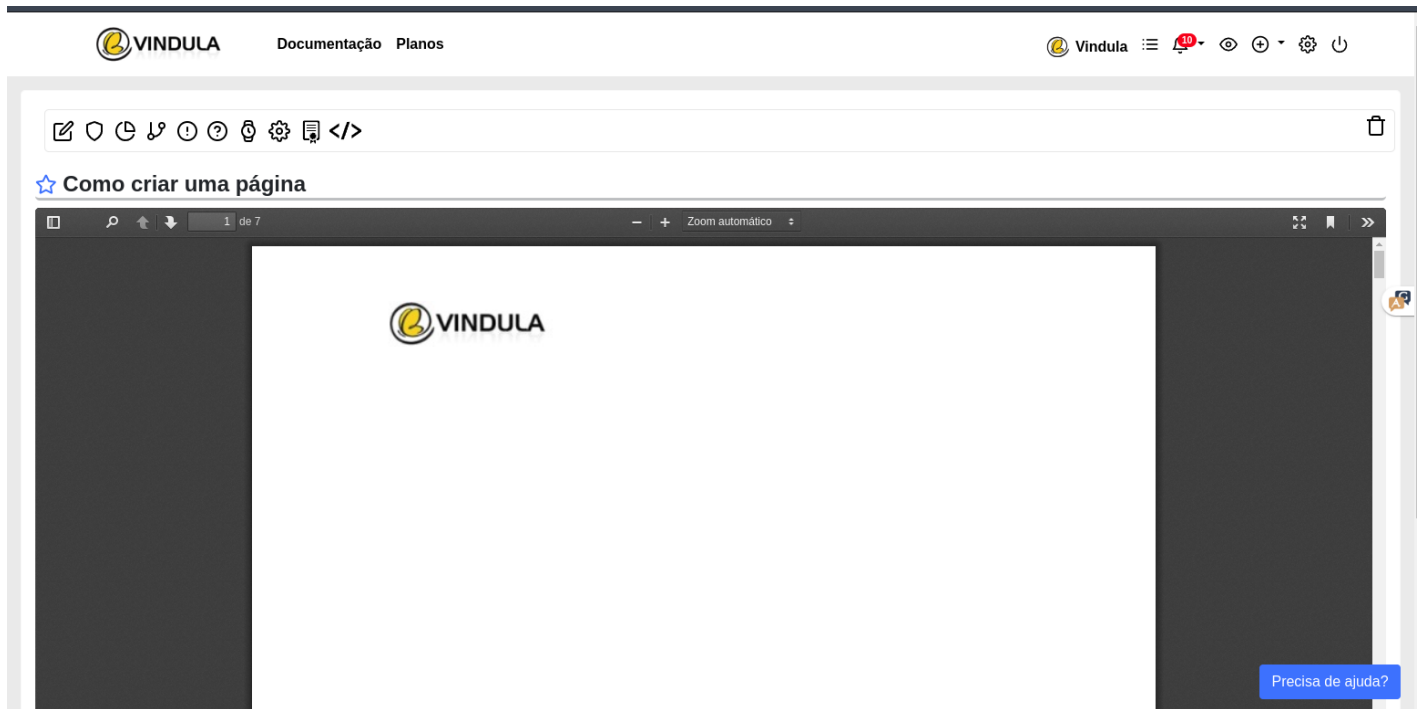 VINDULA
Documentação Planos
Vindula 10
</>
Como criar uma página
1 de 7 Zoom automático
VINDULA
Precisa de ajuda?